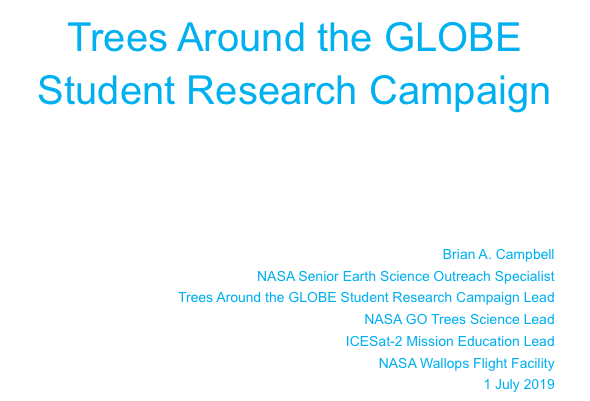 Trees Around the GLOBE
Student Research Campaign
Brian A. Campbell
NASA Senior Earth Science Outreach Specialist
Trees Around the GLOBE Student Research Campaign Lead
NASA GO Trees Science Lead
ICESat-2 Mission Education Lead
NASA Wallops Flight Facility
1 July 2019